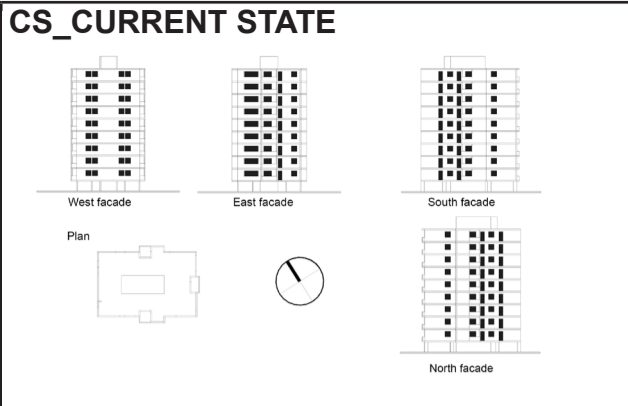 CS_CURRENT STATE
West facade
East facade
South facade
Plan
North facade